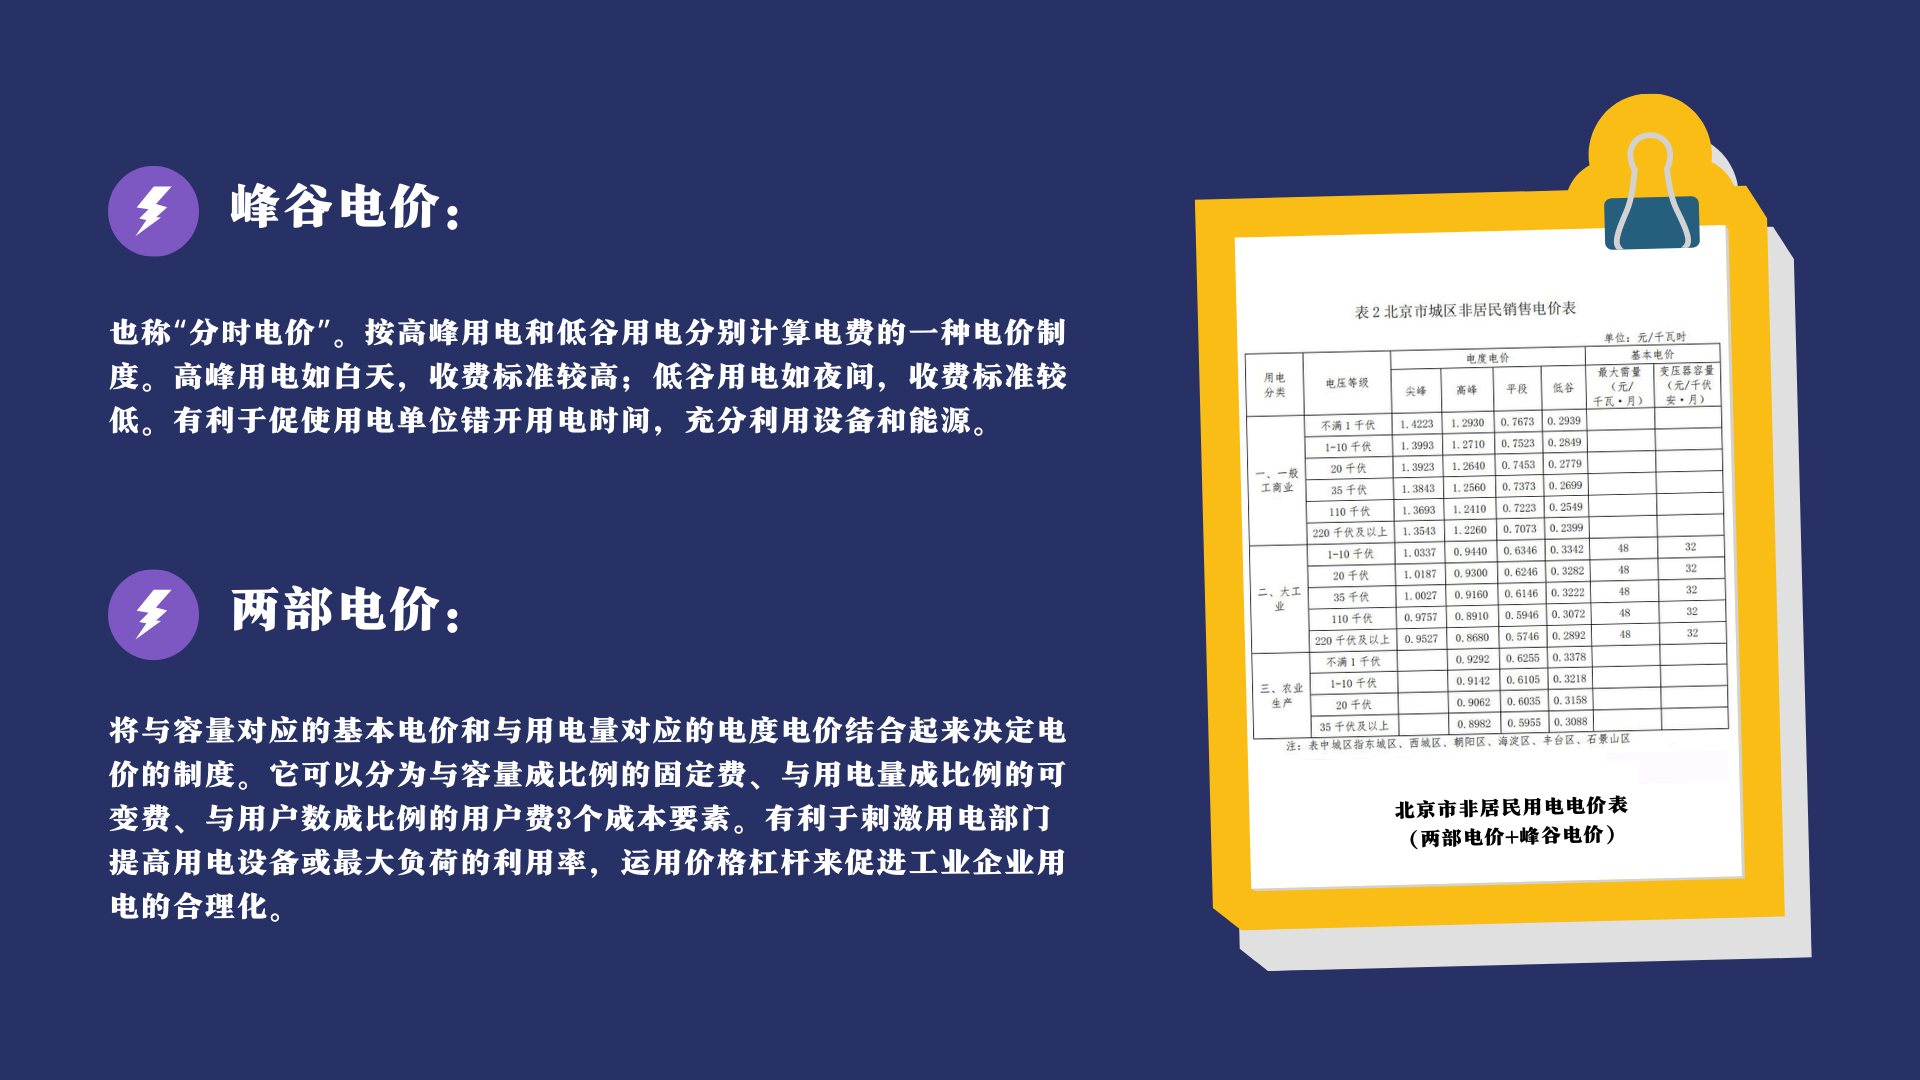 峰谷电价：
也称“分时电价”。按高峰用电和低谷用电分别计算电费的一种电价制
度。高峰用电如白天，收费标准较高；低谷用电如夜间，收费标准较
低。有利于促使用电单位错开用电时间，充分利用设备和能源。
两部电价：
将与容量对应的基本电价和与用电量对应的电度电价结合起来决定电
价的制度。它可以分为与容量成比例的固定费、与用电量成比例的可
变费、与用户数成比例的用户费3个成本要素。有利于刺激用电部门
提高用电设备或最大负荷的利用率，运用价格杠杆来促进工业企业用
电的合理化。
表 2 北京市城区非居民销售电价表
单位：元/千瓦时
用电
分类
电压等级
电度电价
基本电价
尖峰 高峰 平段 低谷
最大需量
（元/
千瓦·月）
变压器容量
（元/千伏
安·月）
一、一般
工商业
不满 1 千伏 1.4223 1.2930 0.7673 0.2939
1-10 千伏 1.3993 1.2710 0.7523 0.2849
20 千伏 1.3923 1.2640 0.7453 0.2779
35 千伏 1.3843 1.2560 0.7373 0.2699
110 千伏 1.3693 1.2410 0.7223 0.2549
220 千伏及以上 1.3543 1.2260 0.7073 0.2399
二、大工
业
1-10 千伏 1.0337 0.9440 0.6346 0.3342 48 32
20 千伏 1.0187 0.9300 0.6246 0.3282 48 32
35 千伏 1.0027 0.9160 0.6146 0.3222 48 32
110 千伏 0.9757 0.8910 0.5946 0.3072 48 32
220 千伏及以上 0.9527 0.8680 0.5746 0.2892 48 32
三、农业
生产
不满 1 千伏 0.9292 0.6255 0.3378
1-10 千伏 0.9142 0.6105 0.3218
20 千伏 0.9062 0.6035 0.3158
35 千伏及以上 0.8982 0.5955 0.3088
注：表中城区指东城区、西城区、朝阳区、海淀区、丰台区、石景山区
北京市非居民用电电价表
（两部电价+峰谷电价）